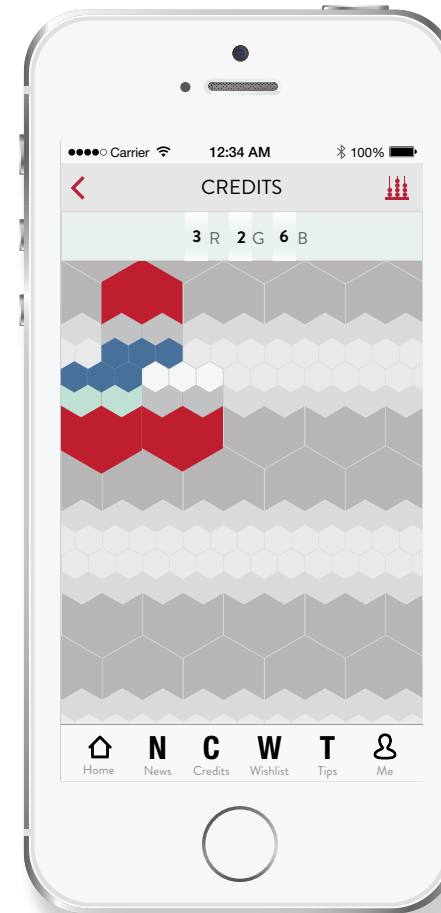 Carrier 12:34 AM 100%
CREDITS
3 R 2 G 6 B
N C W T
Home News Credits Wishlist Tips Me